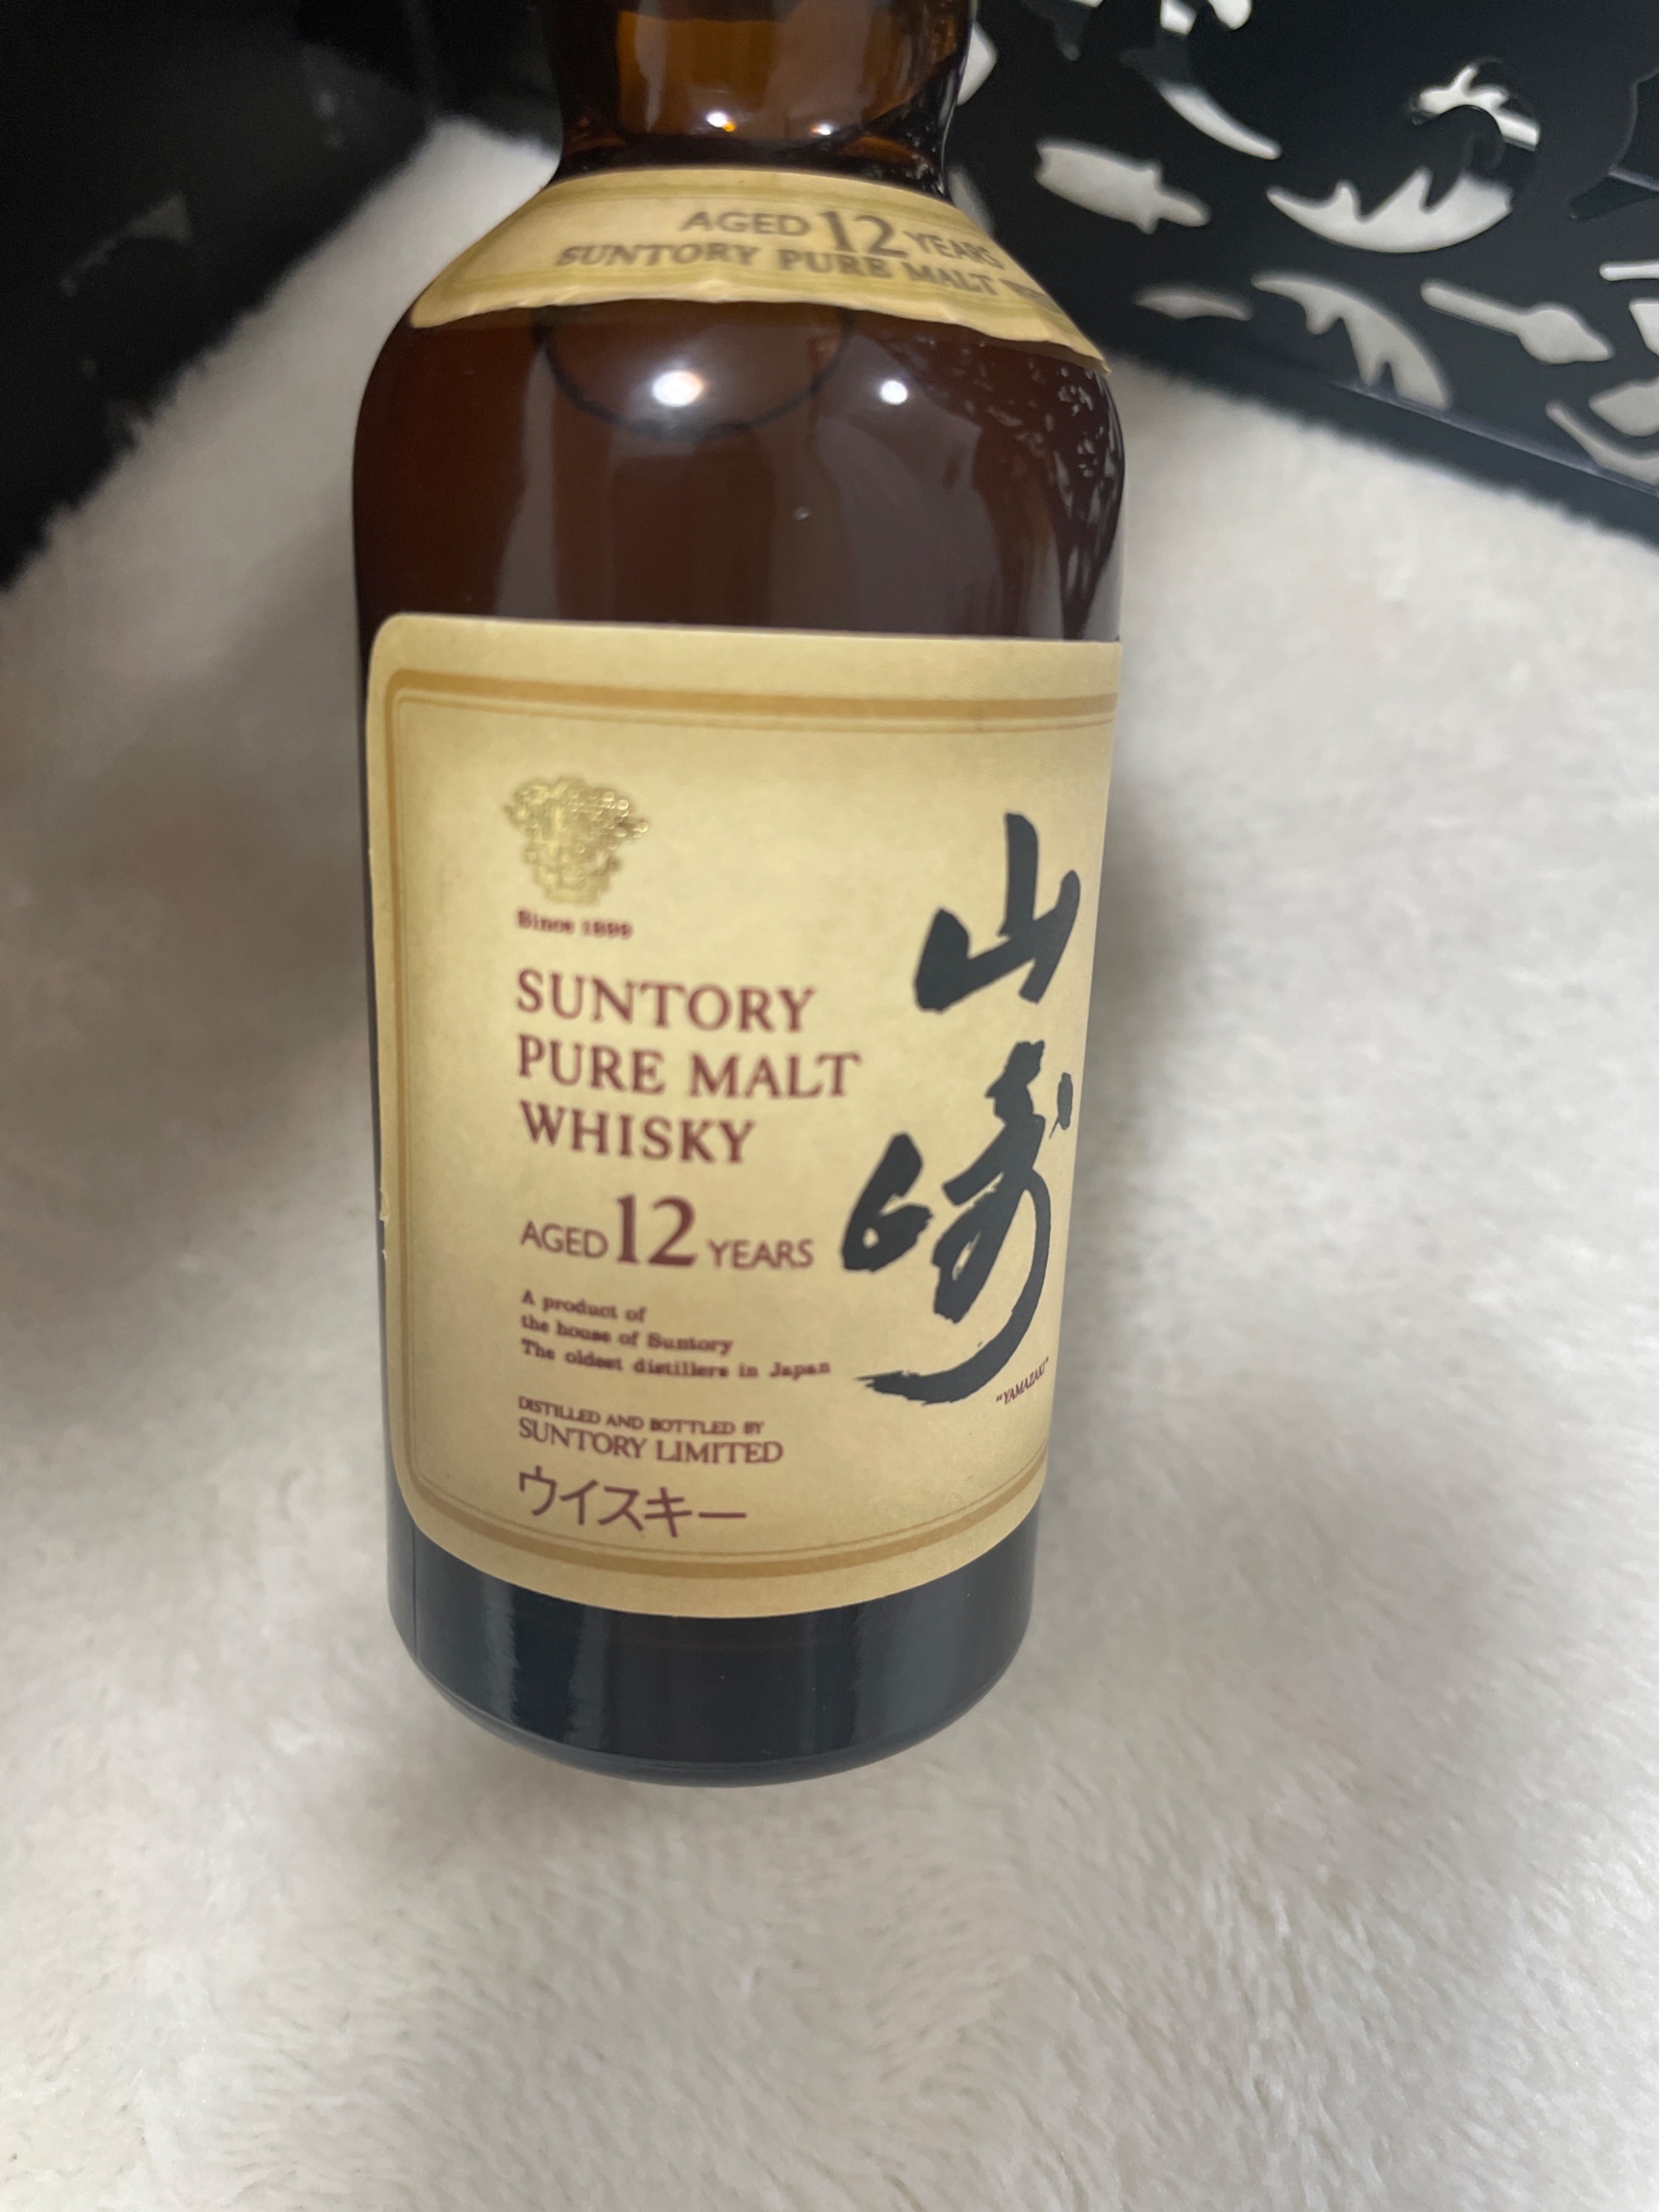 AGED 12 YEARS
SUNTORY PURE MALT
Since 1899
SUNTORY
PURE MALT
WHISKY
AGED 12 YEARS
A product of
the house of Suntory
The oldest distillers in Japan
DISTILLED AND BOTTLED BY
SUNTORY LIMITED
ウイスキー
山崎
"YAMAZAKI"